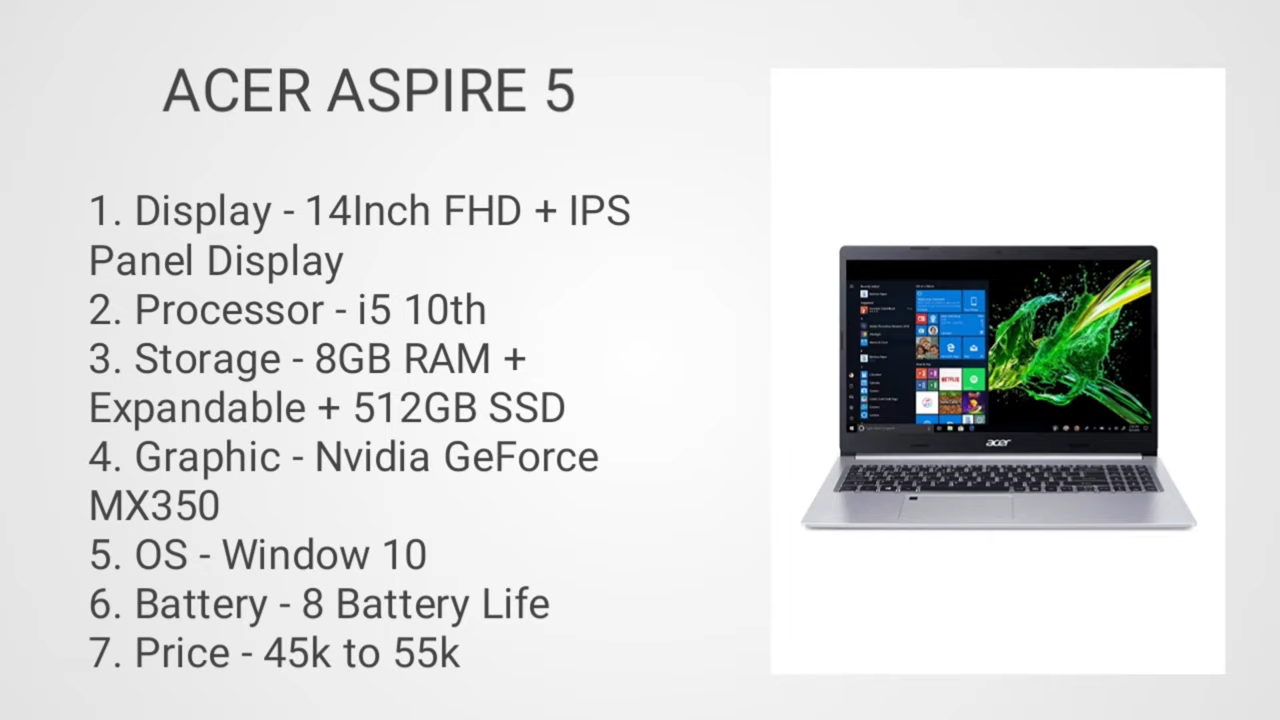 ACER ASPIRE 5
1. Display - 14Inch FHD + IPS
Panel Display
2. Processor - i5 10th
3. Storage - 8GB RAM +
Expandable + 512GB SSD
4. Graphic - Nvidia GeForce
MX350
5. OS - Window 10
6. Battery - 8 Battery Life
7. Price - 45k to 55k
NETFLIX
acer